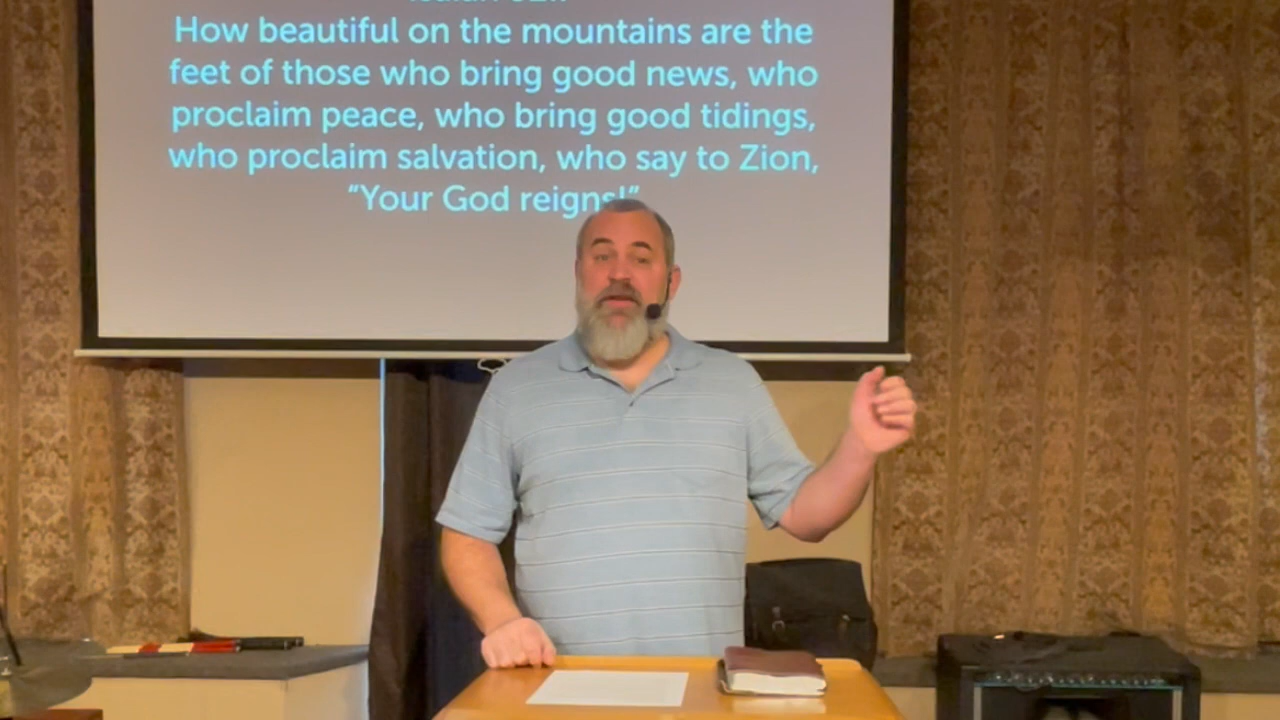 How beautiful on the mountains are the
feet of those who bring good news, who
proclaim peace, who bring good tidings,
who proclaim salvation, who say to Zion,
“Your God reigns!”